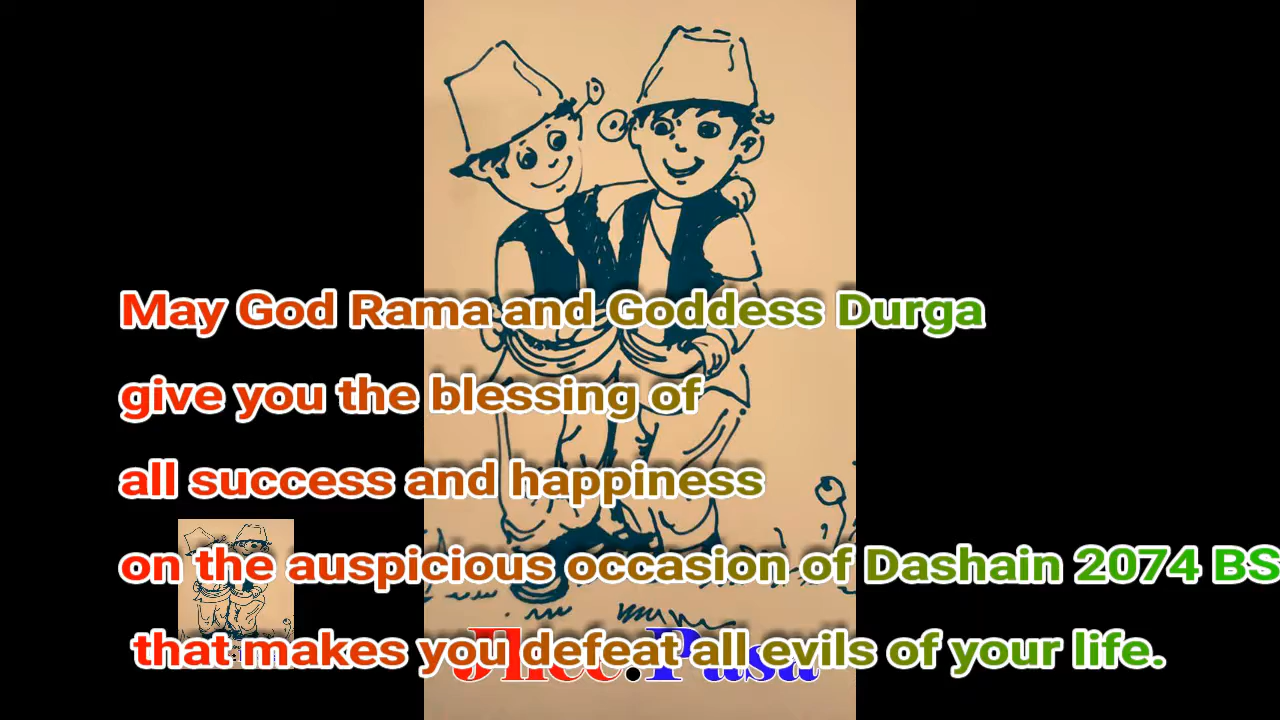 May God Rama and Goddess Durga
give you the blessing of
all success and happiness
on the auspicious occasion of Dashain 2074 BS
that makes you defeat all evils of your life.